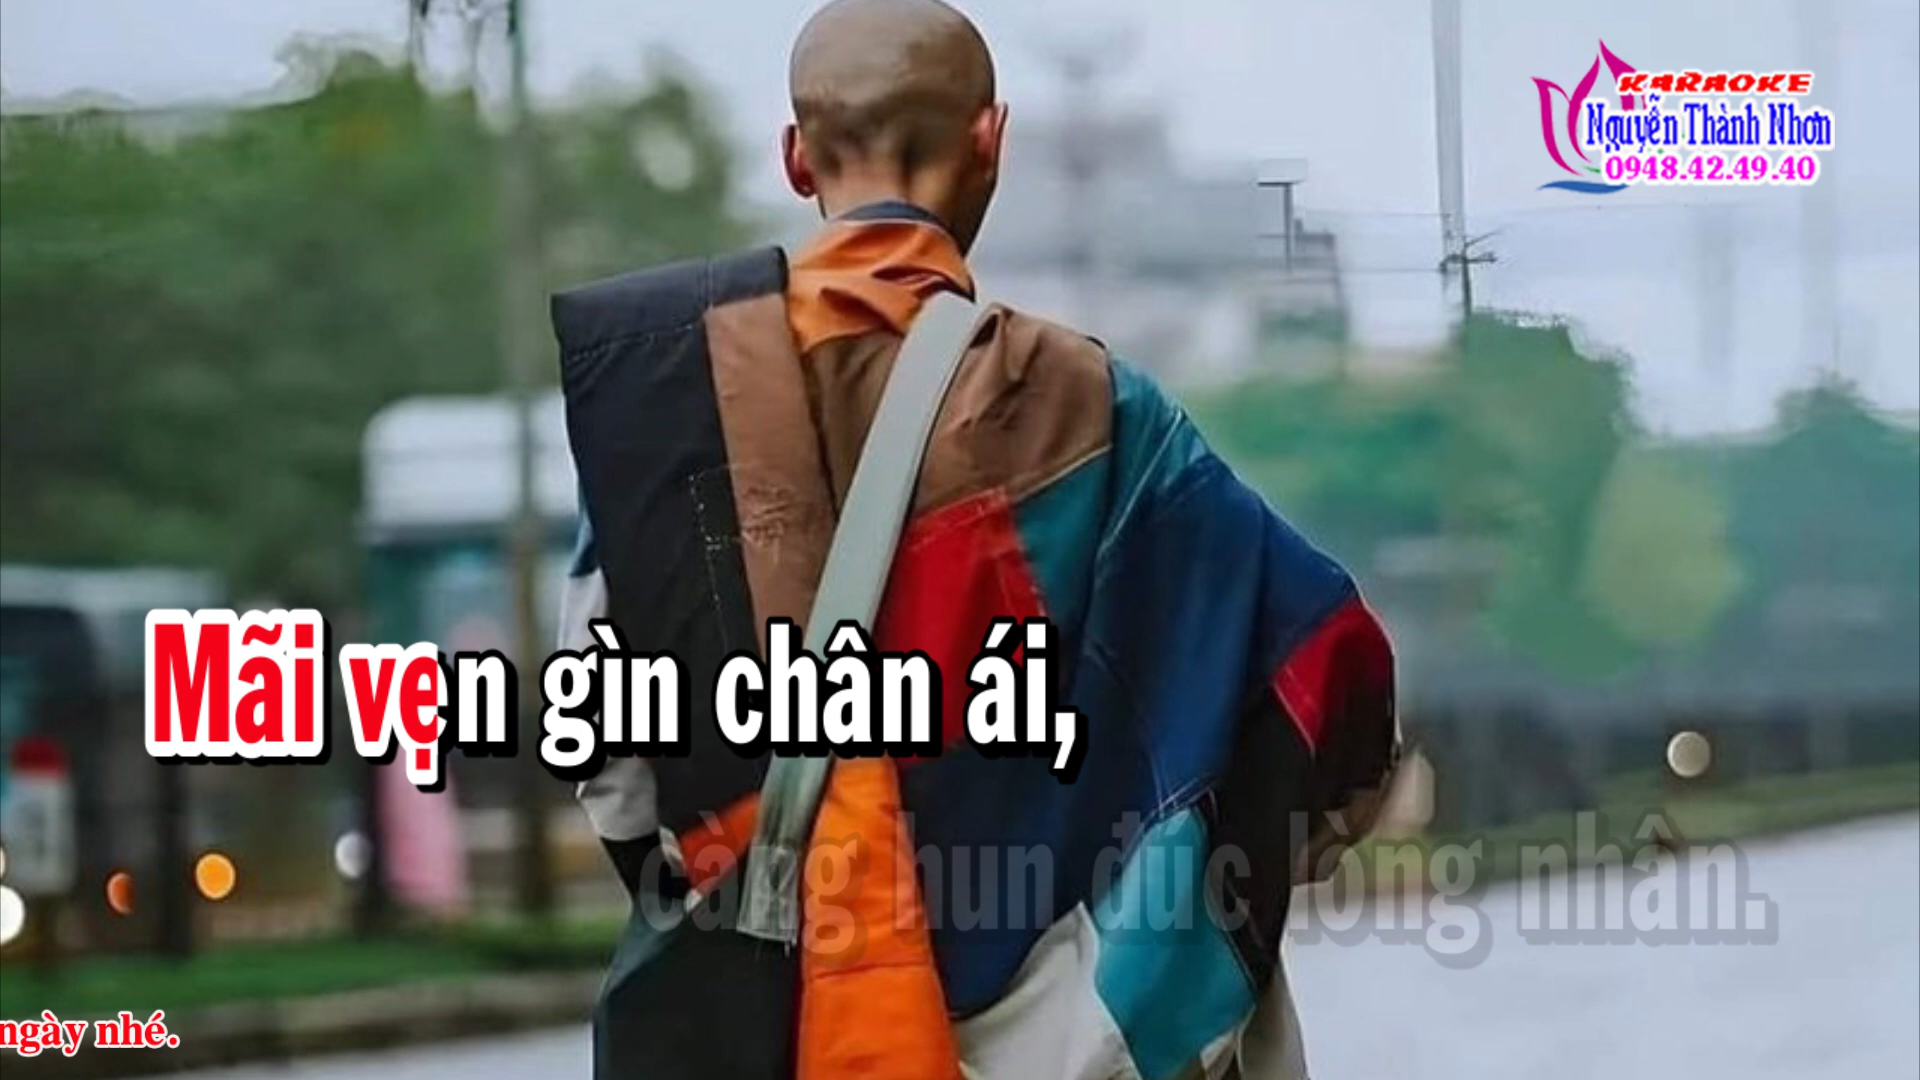 KARAOKE
Nguyễn Thành Nhơn
0948.42.49.40
Mãi vẹn gìn chân ái,
càng hun đúc lòng nhân.
ngày nhé.